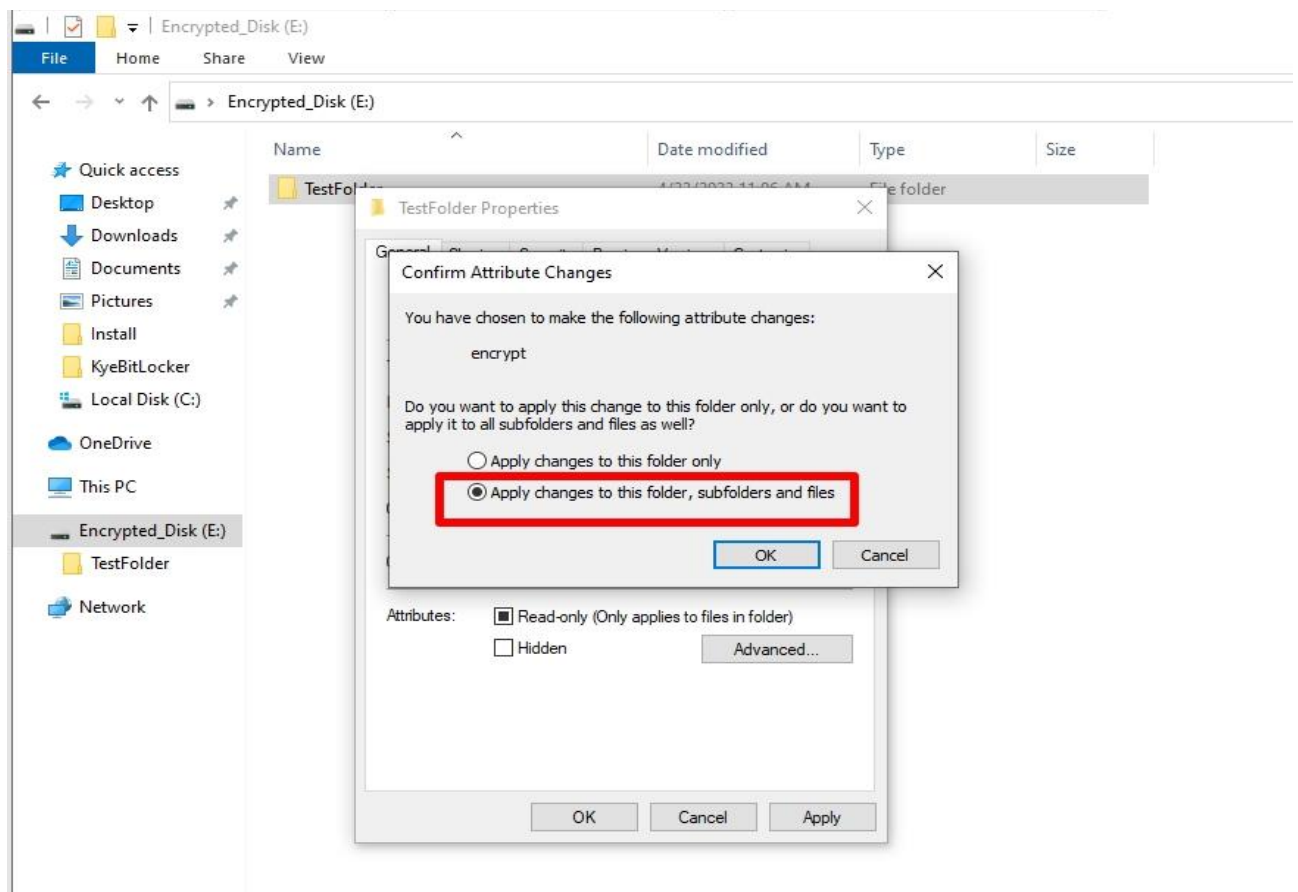 Encrypted_Disk (E:)
File Home Share View
Encrypted_Disk (E:)
Name Date modified Type Size
Quick access
TestFolder File folder
Desktop
TestFolder Properties
Downloads
General
Documents
Confirm Attribute Changes
Pictures
You have chosen to make the following attribute changes:
Install
encrypt
KyeBitLocker
Local Disk (C:)
Do you want to apply this change to this folder only, or do you want to
apply it to all subfolders and files as well?
OneDrive
Apply changes to this folder only
This PC
Apply changes to this folder, subfolders and files
Encrypted_Disk (E:)
OK Cancel
TestFolder
Network
Attributes: Read-only (Only applies to files in folder)
Hidden Advanced...
OK Cancel Apply